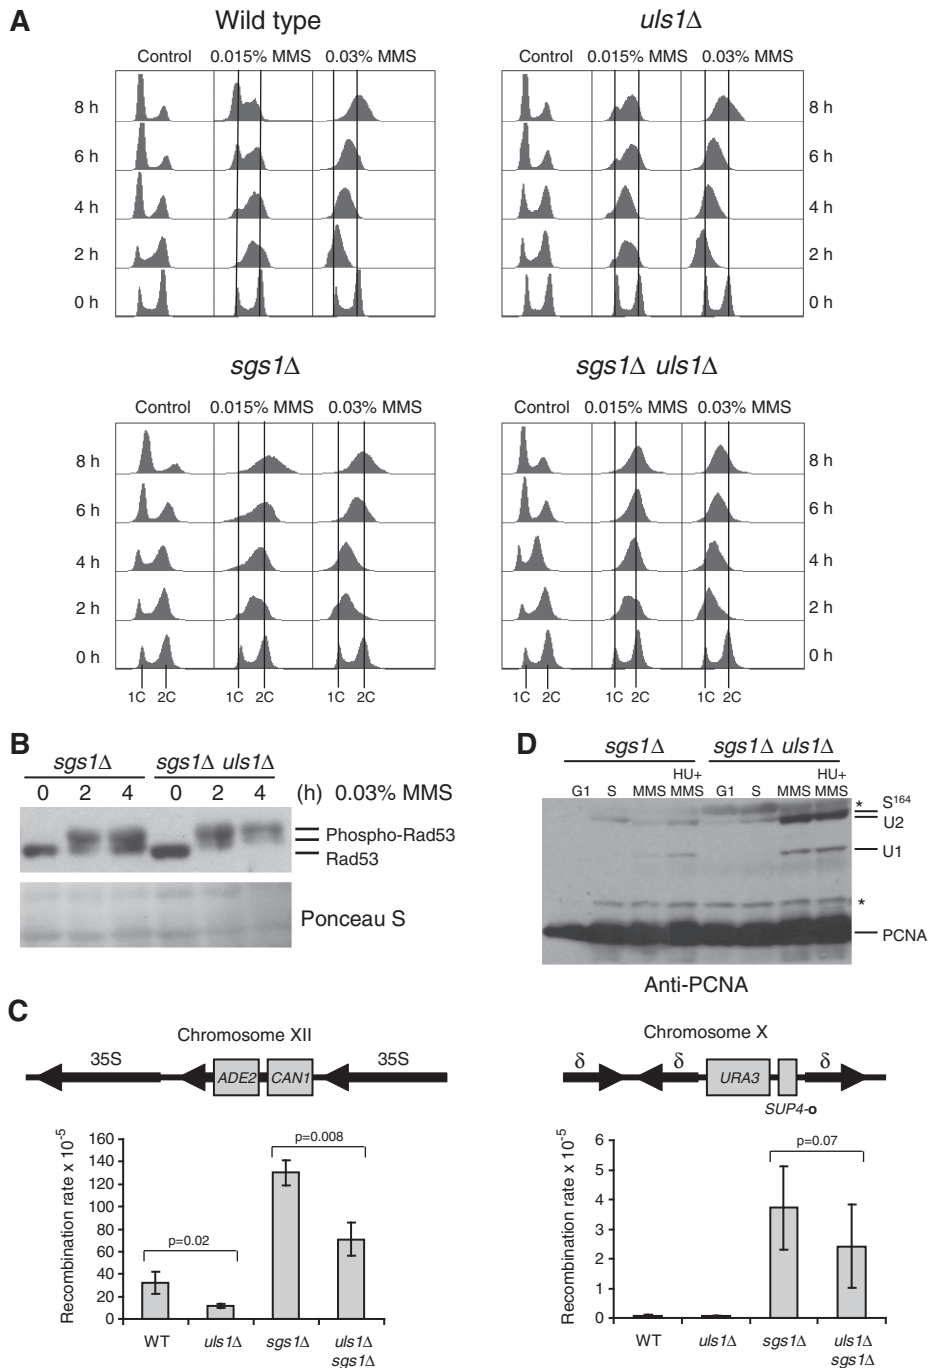 A
Wild type
uls1Δ
Control 0.015% MMS 0.03% MMS
Control 0.015% MMS 0.03% MMS
8 h
6 h
4 h
2 h
0 h
8 h
6 h
4 h
2 h
0 h
sgs1Δ
sgs1Δ uls1Δ
Control 0.015% MMS 0.03% MMS
Control 0.015% MMS 0.03% MMS
8 h
6 h
4 h
2 h
0 h
8 h
6 h
4 h
2 h
0 h
1C 2C 1C 2C 1C 2C
1C 2C 1C 2C 1C 2C
B
sgs1Δ sgs1Δ uls1Δ
0 2 4 0 2 4 (h) 0.03% MMS
Phospho-Rad53
Rad53
Ponceau S
D
sgs1Δ sgs1Δ uls1Δ
G1 S MMS HU+MMS G1 S MMS HU+MMS
* S164
U2
U1
*
PCNA
Anti-PCNA
C
Chromosome XII
35S ADE2 CAN1 35S
Recombination rate x 10-5
160
140
120
100
80
60
40
20
0
p=0.02
p=0.008
WT uls1Δ sgs1Δ uls1Δ sgs1Δ
Chromosome X
δ δ URA3 δ
SUP4-o
Recombination rate x 10-5
6
5
4
3
2
1
0
p=0.07
WT uls1Δ sgs1Δ uls1Δ sgs1Δ